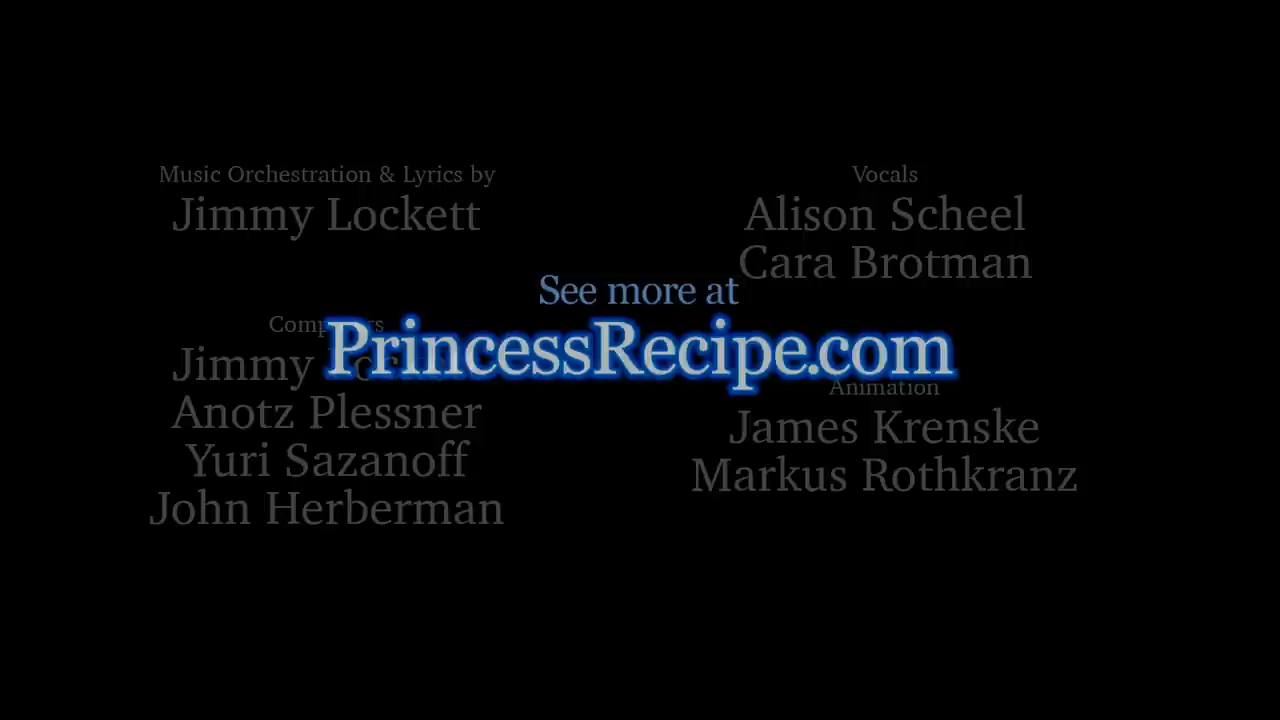 Music Orchestration & Lyrics by
Jimmy Lockett
Vocals
Alison Scheel
Cara Brotman
See more at
PrincessRecipe.com
Jimmy
Anotz Plessner
Yuri Sazanoff
John Herberman
Animation
James Krenske
Markus Rothkranz